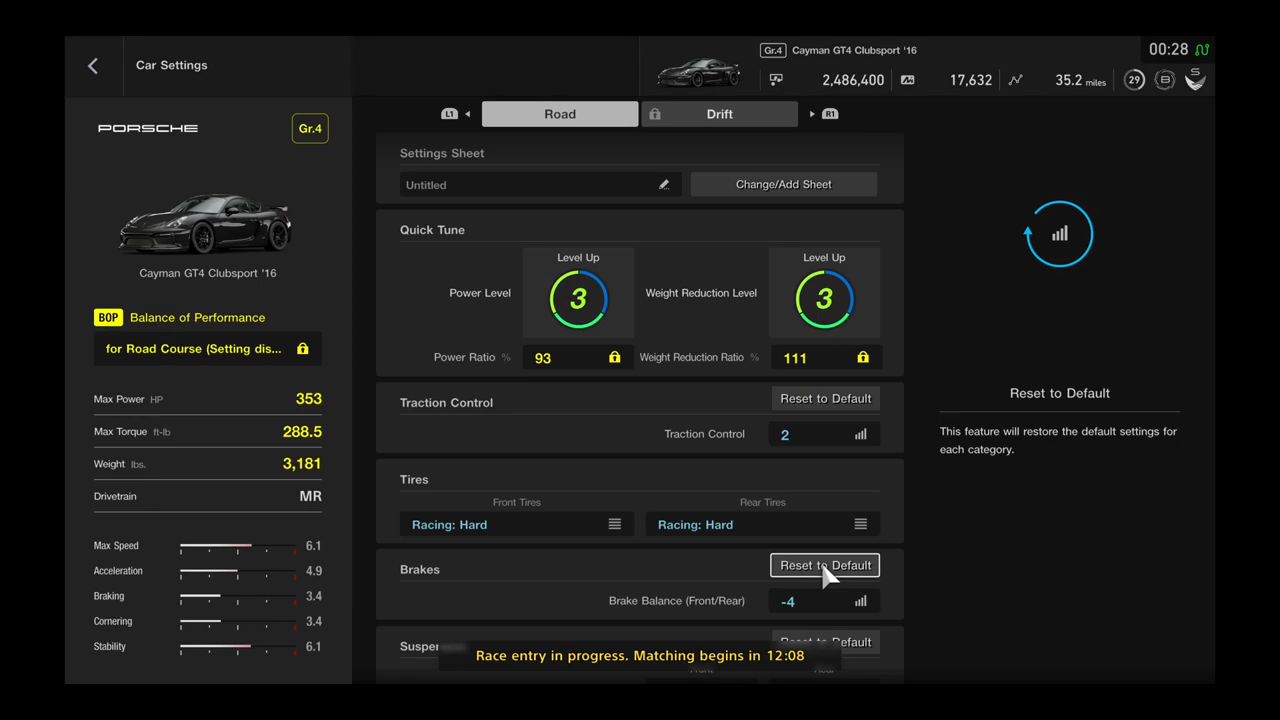 Car Settings
Gr.4 Cayman GT4 Clubsport '16
00:28
2,486,400
17,632
35.2 miles
29
B
S
L1 Road Drift R1
PORSCHE
Gr.4
Cayman GT4 Clubsport '16
BOP Balance of Performance
for Road Course (Setting dis...
Max Power HP 353
Max Torque ft-lb 288.5
Weight lbs. 3,181
Drivetrain MR
Max Speed 6.1
Acceleration 4.9
Braking 3.4
Cornering 3.4
Stability 6.1
Settings Sheet
Untitled Change/Add Sheet
Quick Tune
Level Up Level Up
Power Level 3 Weight Reduction Level 3
Power Ratio % 93 Weight Reduction Ratio % 111
Traction Control Reset to Default
Traction Control 2
Tires
Front Tires Rear Tires
Racing: Hard Racing: Hard
Brakes Reset to Default
Brake Balance (Front/Rear) -4
Reset to Default
Race entry in progress. Matching begins in 12:08
Reset to Default
This feature will restore the default settings for
each category.